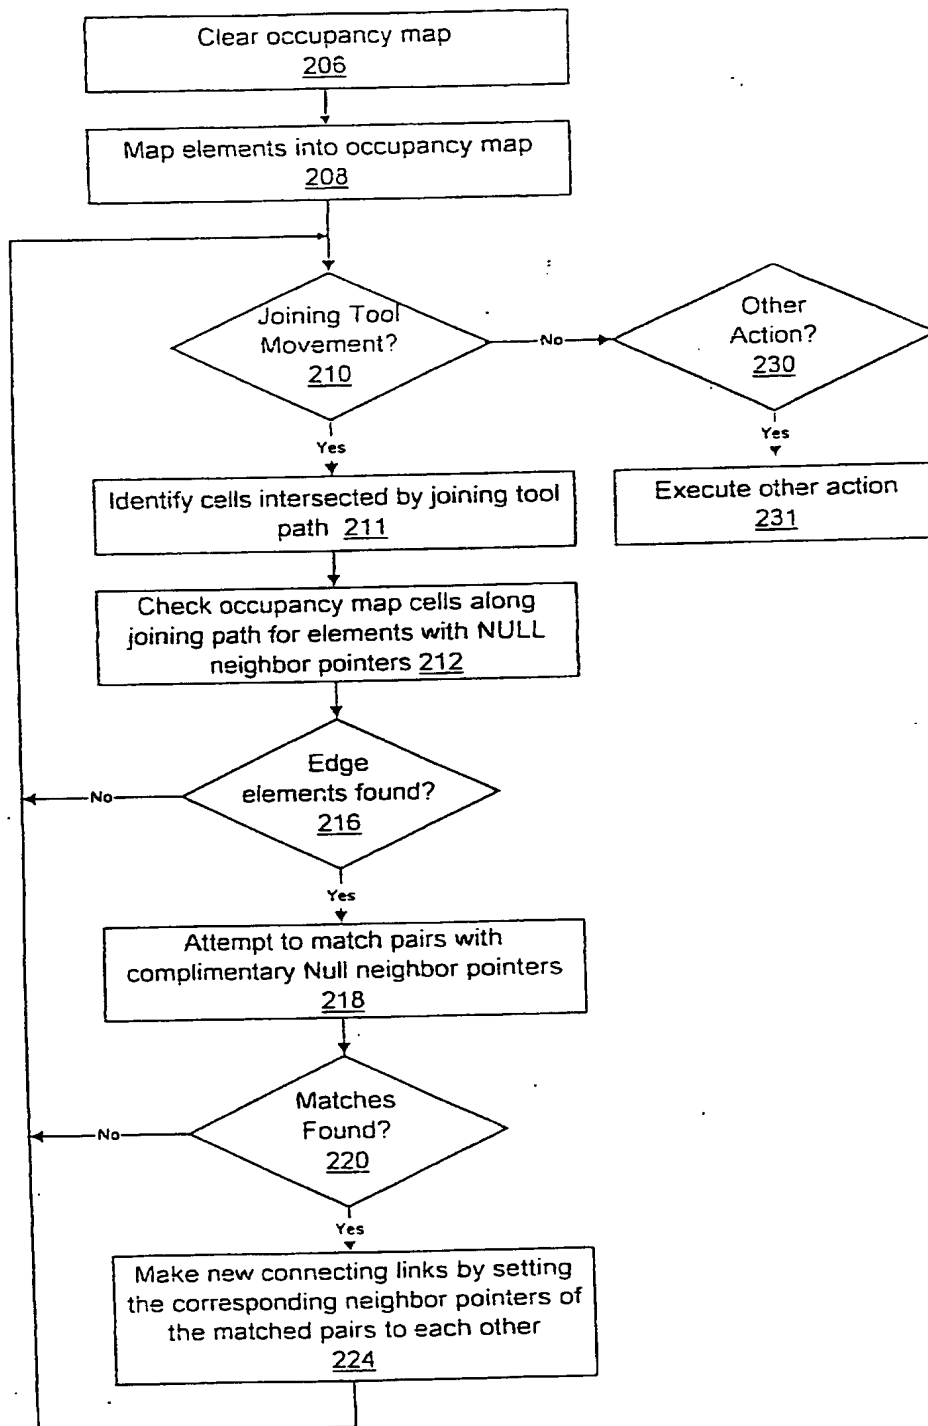 Clear occupancy map
206
Map elements into occupancy map
208
Joining Tool
Movement?
210
No
Other
Action?
230
Yes
Yes
Identify cells intersected by joining tool
path 211
Execute other action
231
Check occupancy map cells along
joining path for elements with NULL
neighbor pointers 212
Edge
elements found?
216
No
Yes
Attempt to match pairs with
complimentary Null neighbor pointers
218
Matches
Found?
220
No
Yes
Make new connecting links by setting
the corresponding neighbor pointers of
the matched pairs to each other
224